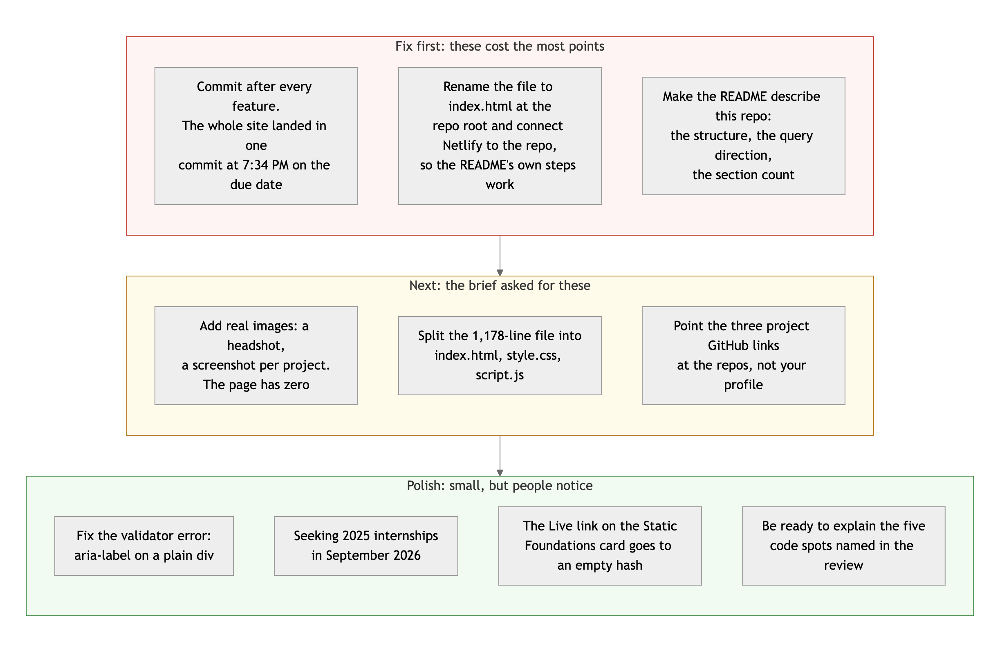 Fix first: these cost the most points
Commit after every
feature.
The whole site landed in
one
commit at 7:34 PM on the
due date
Rename the file to
index.html at the
repo root and connect
Netlify to the repo,
so the README's own steps
work
Make the README describe
this repo:
the structure, the query
direction,
the section count
Next: the brief asked for these
Add real images: a
headshot,
a screenshot per project.
The page has zero
Split the 1,178-line file into
index.html, style.css,
script.js
Point the three project
GitHub links
at the repos, not your
profile
Polish: small, but people notice
Fix the validator error:
aria-label on a plain div
Seeking 2025 internships
in September 2026
The Live link on the Static
Foundations card goes to
an empty hash
Be ready to explain the five
code spots named in the
review